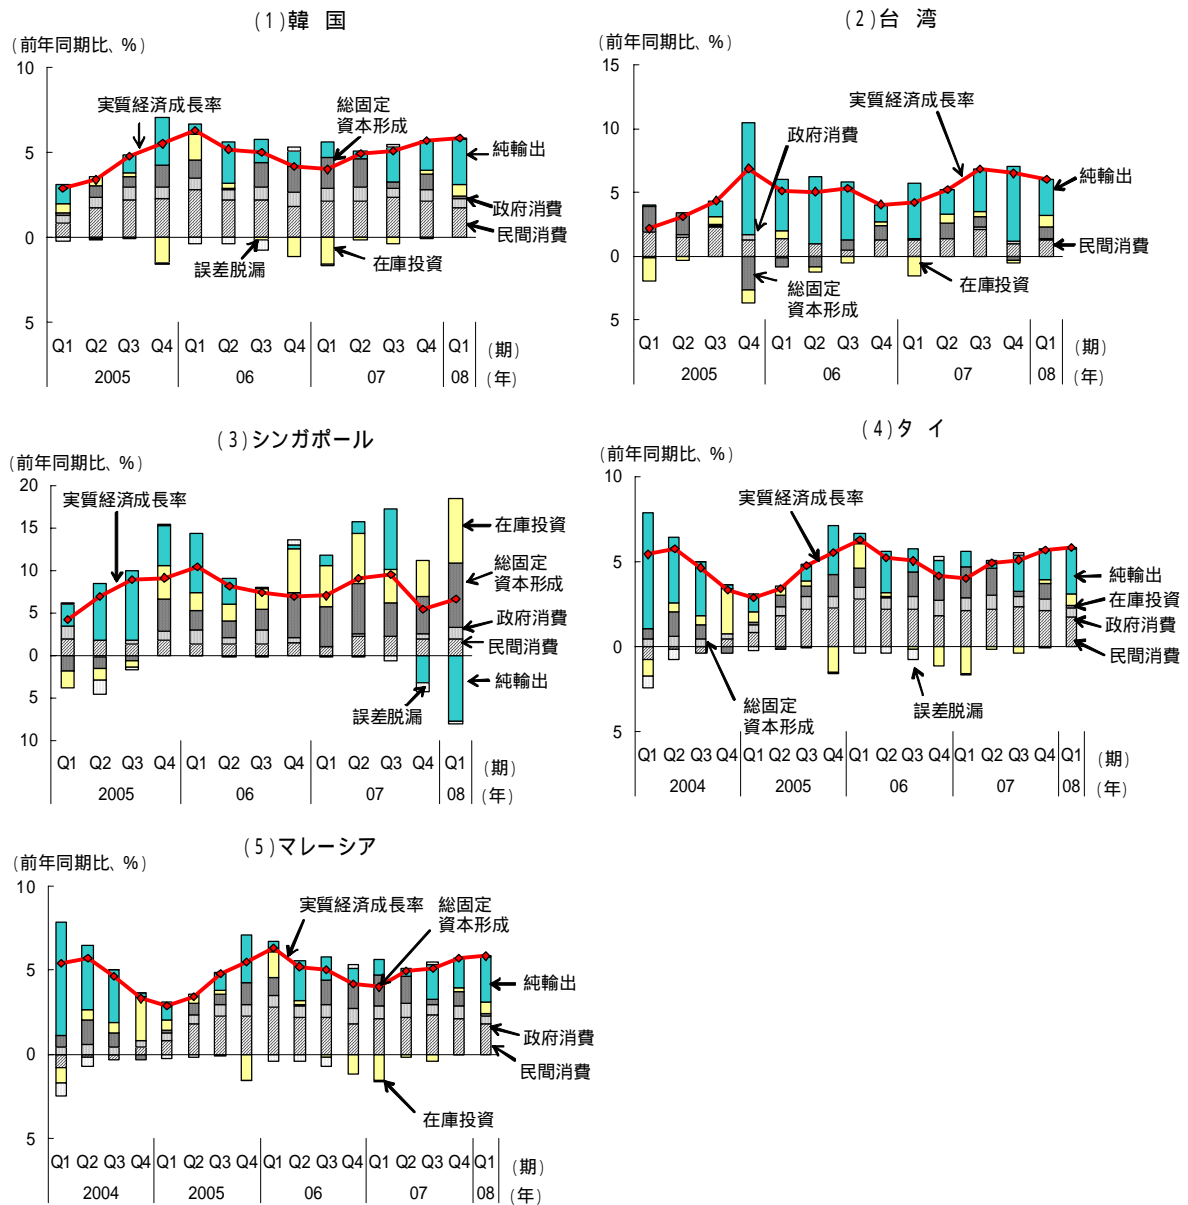 (1)韓 国
(前年同期比、%)
10
5
0
5
実質経済成長率
総固定
資本形成
純輸出
政府消費
民間消費
誤差脱漏
在庫投資
Q1 Q2 Q3 Q4 Q1 Q2 Q3 Q4 Q1 Q2 Q3 Q4 Q1 (期)
2005 06 07 08 (年)
(2)台 湾
(前年同期比、%)
15
10
5
0
5
実質経済成長率
政府消費
純輸出
民間消費
総固定
資本形成
在庫投資
Q1 Q2 Q3 Q4 Q1 Q2 Q3 Q4 Q1 Q2 Q3 Q4 Q1 (期)
2005 06 07 08 (年)
(3)シンガポール
(前年同期比、%)
20
15
10
5
0
5
10
実質経済成長率
在庫投資
総固定
資本形成
政府消費
民間消費
純輸出
誤差脱漏
Q1 Q2 Q3 Q4 Q1 Q2 Q3 Q4 Q1 Q2 Q3 Q4 Q1 (期)
2005 06 07 08 (年)
(4)タ イ
(前年同期比、%)
10
5
0
5
実質経済成長率
純輸出
在庫投資
政府消費
民間消費
総固定
資本形成
誤差脱漏
Q1 Q2 Q3 Q4 Q1 Q2 Q3 Q4 Q1 Q2 Q3 Q4 Q1 Q2 Q3 Q4 Q1 (期)
2004 2005 06 07 08 (年)
(5)マレーシア
(前年同期比、%)
10
5
0
5
実質経済成長率
総固定
資本形成
純輸出
政府消費
民間消費
在庫投資
Q1 Q2 Q3 Q4 Q1 Q2 Q3 Q4 Q1 Q2 Q3 Q4 Q1 Q2 Q3 Q4 Q1 (期)
2004 2005 06 07 08 (年)